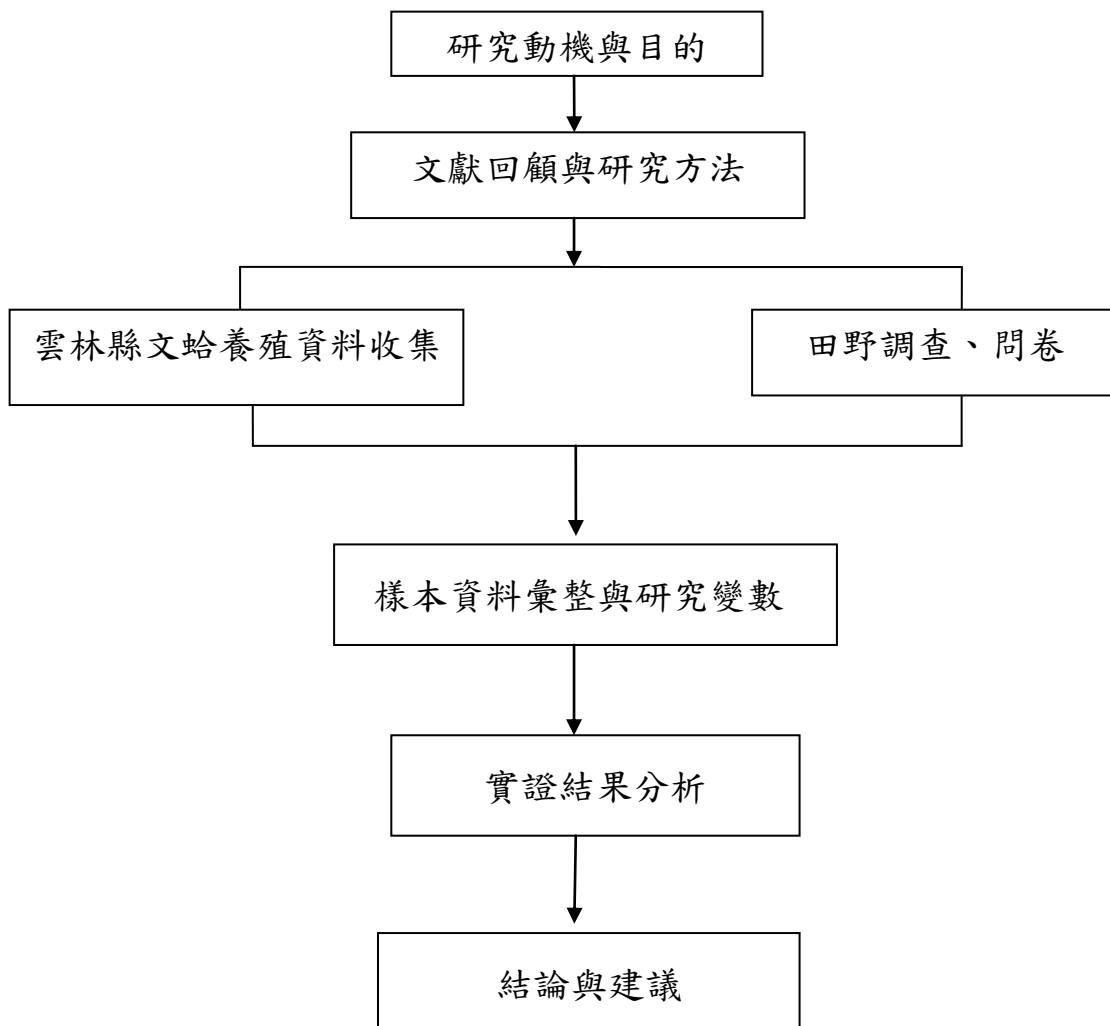 研究動機與目的
文獻回顧與研究方法
雲林縣文蛤養殖資料收集
田野調查、問卷
樣本資料彙整與研究變數
實證結果分析
結論與建議